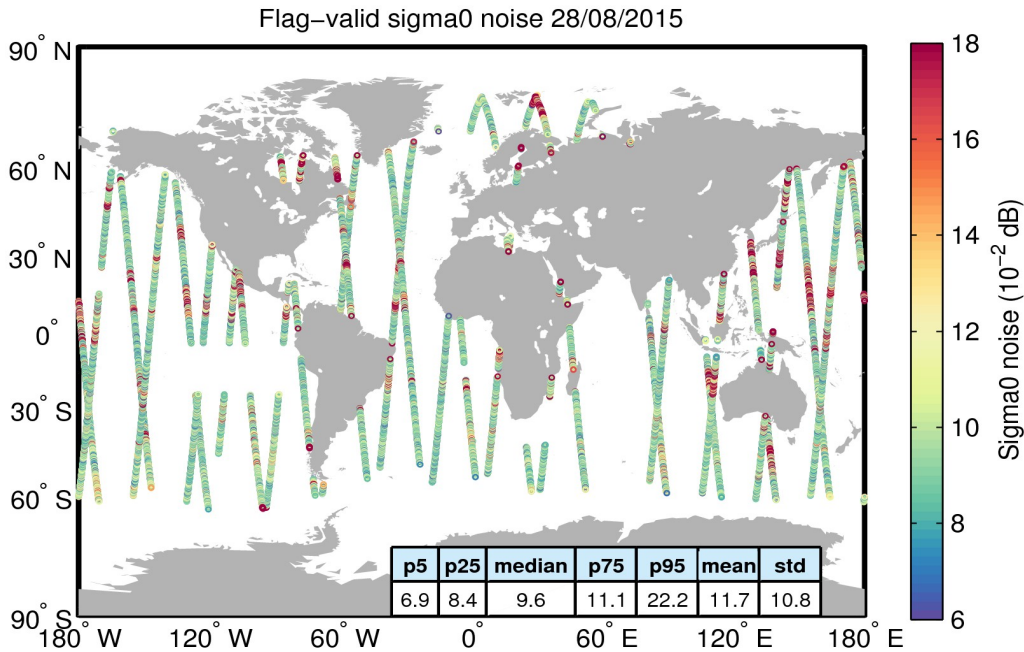 Flag−valid sigma0 noise 28/08/2015
90° N
60° N
30° N
0°
30° S
60° S
90° S
180° W 120° W 60° W 0° 60° E 120° E 180° E
p5 p25 median p75 p95 mean std
6.9 8.4 9.6 11.1 22.2 11.7 10.8
18
16
14
12
10
8
6
Sigma0 noise (10⁻² dB)